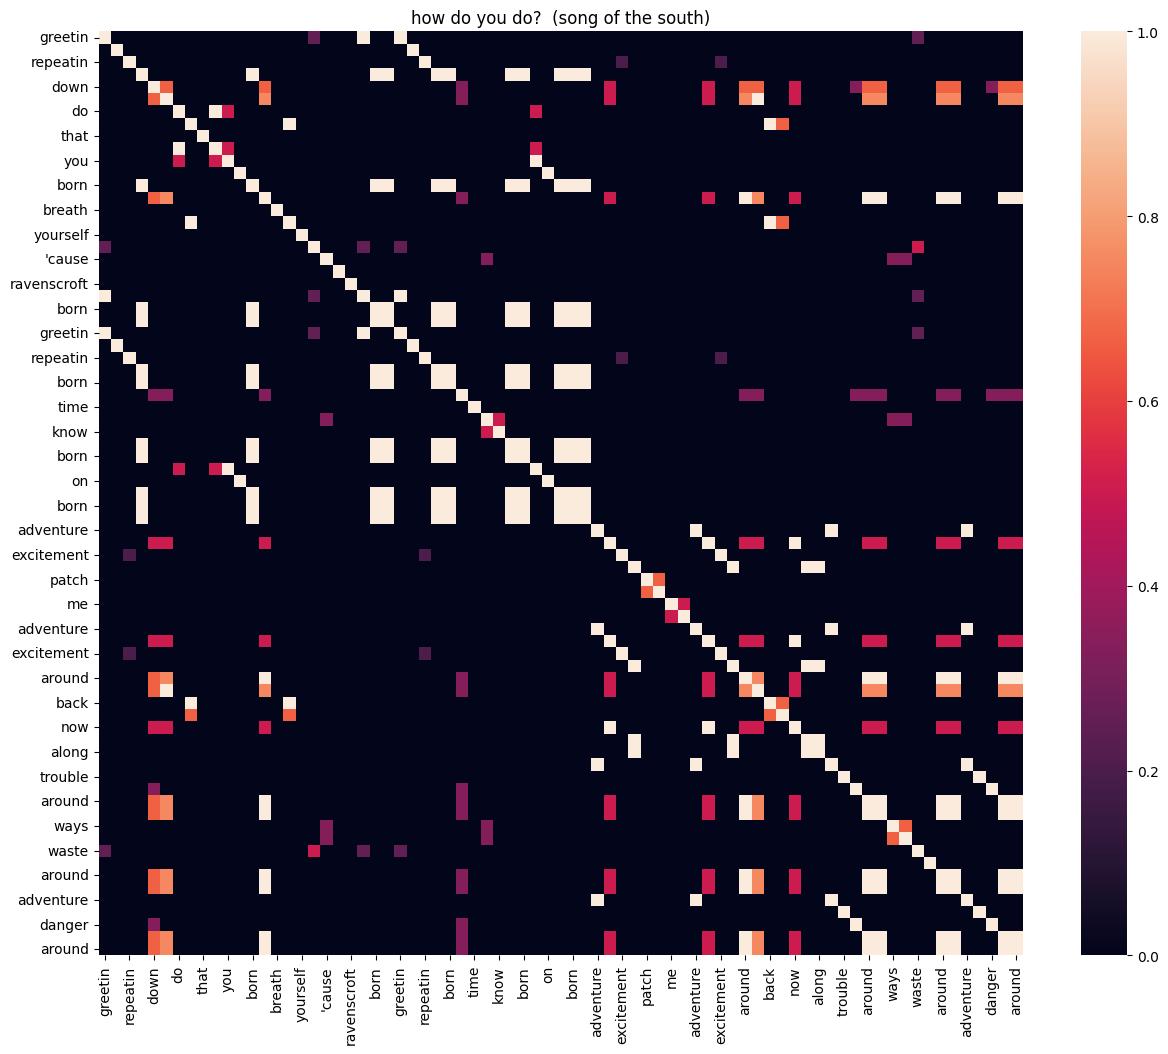 how do you do?  (song of the south)
greetin
repeatin
down
do
that
you
born
breath
yourself
'cause
ravenscroft
born
greetin
repeatin
born
time
know
born
on
born
adventure
excitement
patch
me
adventure
excitement
around
back
now
along
trouble
around
ways
waste
around
adventure
danger
around
greetin
repeatin
down
do
that
you
born
breath
yourself
'cause
ravenscroft
born
greetin
repeatin
born
time
know
born
on
born
adventure
excitement
patch
me
adventure
excitement
around
back
now
along
trouble
around
ways
waste
around
adventure
danger
around
1.0
0.8
0.6
0.4
0.2
0.0